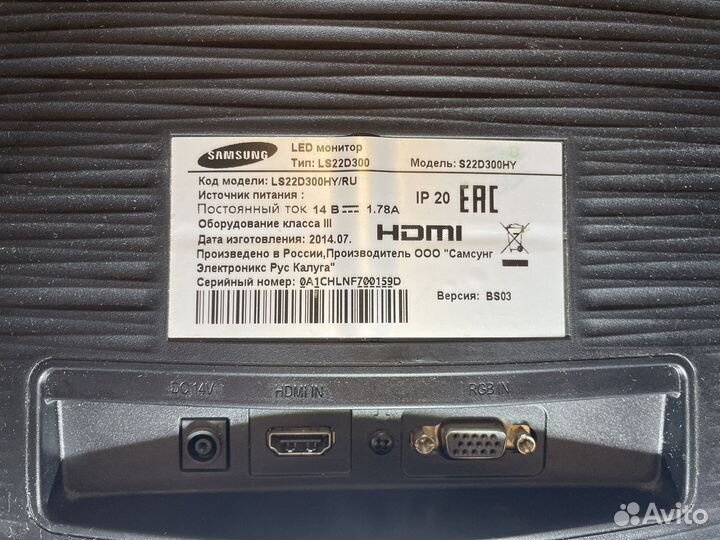 SAMSUNG
LED монитор
Тип: LS22D300 Модель: S22D300HY
Код модели: LS22D300HY/RU
Источник питания :
Постоянный ток 14 В 1.78A
IP 20 EAC
Оборудование класса III
HDMI
Дата изготовления: 2014.07.
Произведено в России,Производитель ООО "Самсунг
Электроникс Рус Калуга"
Серийный номер: 0A1CHLNF700159D
Версия: BS03
DC 14V HDMI IN RGB IN
Avito